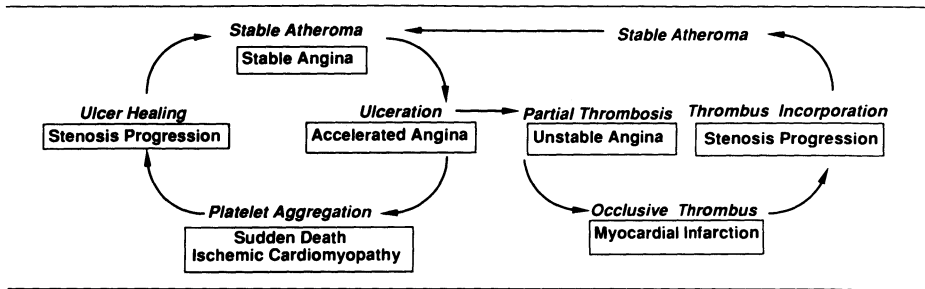 Stable Atheroma
Stable Angina
Stable Atheroma
Ulcer Healing
Stenosis Progression
Ulceration
Accelerated Angina
Partial Thrombosis
Unstable Angina
Thrombus Incorporation
Stenosis Progression
Platelet Aggregation
Sudden Death
Ischemic Cardiomyopathy
Occlusive Thrombus
Myocardial Infarction